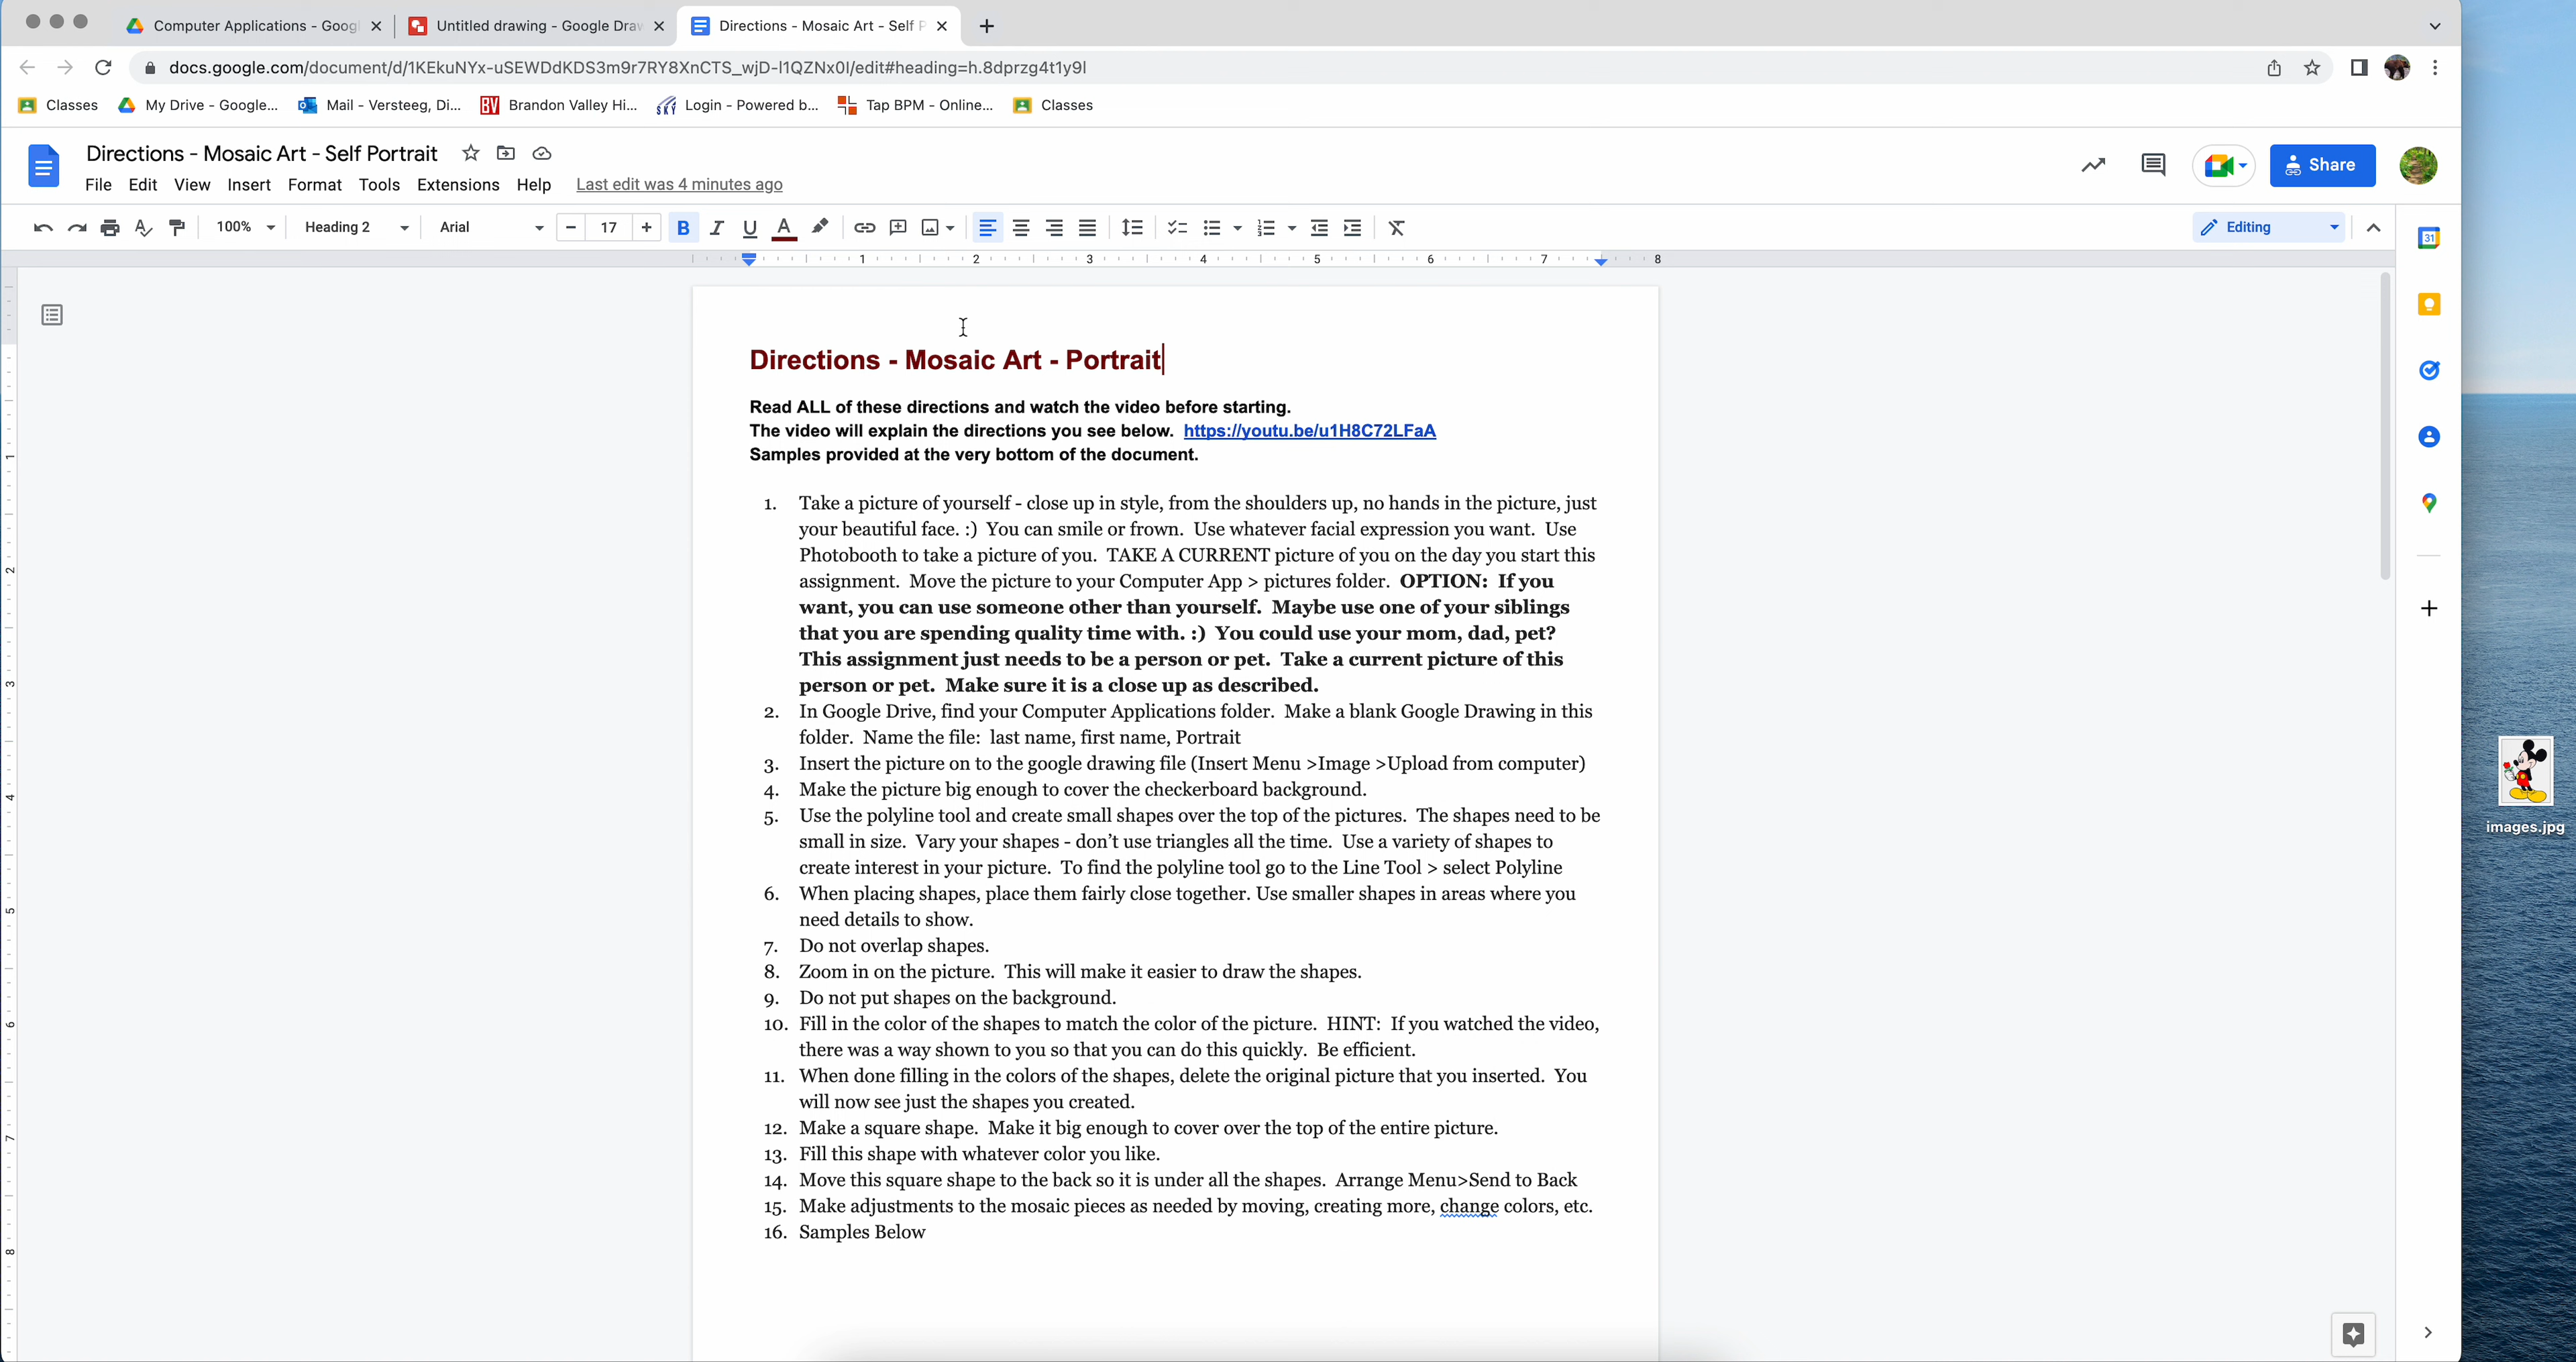 Computer Applications - Goog
Untitled drawing - Google Draw
Directions - Mosaic Art - Self P
docs.google.com/document/d/1KEkuNYx-uSEWDdKDS3m9r7RY8XnCTS_wjD-l1QZNx0I/edit#heading=h.8dprzg4t1y9l
Classes
My Drive - Google...
Mail - Versteeg, Di...
BV Brandon Valley Hi...
SKY Login - Powered b...
Tap BPM - Online...
Classes
Directions - Mosaic Art - Self Portrait
File Edit View Insert Format Tools Extensions Help Last edit was 4 minutes ago
Share
100% Heading 2 Arial 17 B I U A Editing
31
1 2 3 4 5 6 7 8
Directions - Mosaic Art - Portrait
Read ALL of these directions and watch the video before starting.
The video will explain the directions you see below. https://youtu.be/u1H8C72LFaA
Samples provided at the very bottom of the document.
1. Take a picture of yourself - close up in style, from the shoulders up, no hands in the picture, just
your beautiful face. :) You can smile or frown. Use whatever facial expression you want. Use
Photobooth to take a picture of you. TAKE A CURRENT picture of you on the day you start this
assignment. Move the picture to your Computer App > pictures folder. OPTION: If you
want, you can use someone other than yourself. Maybe use one of your siblings
that you are spending quality time with. :) You could use your mom, dad, pet?
This assignment just needs to be a person or pet. Take a current picture of this
person or pet. Make sure it is a close up as described.
2. In Google Drive, find your Computer Applications folder. Make a blank Google Drawing in this
folder. Name the file: last name, first name, Portrait
3. Insert the picture on to the google drawing file (Insert Menu >Image >Upload from computer)
4. Make the picture big enough to cover the checkerboard background.
5. Use the polyline tool and create small shapes over the top of the pictures. The shapes need to be
small in size. Vary your shapes - don't use triangles all the time. Use a variety of shapes to
create interest in your picture. To find the polyline tool go to the Line Tool > select Polyline
6. When placing shapes, place them fairly close together. Use smaller shapes in areas where you
need details to show.
7. Do not overlap shapes.
8. Zoom in on the picture. This will make it easier to draw the shapes.
9. Do not put shapes on the background.
10. Fill in the color of the shapes to match the color of the picture. HINT: If you watched the video,
there was a way shown to you so that you can do this quickly. Be efficient.
11. When done filling in the colors of the shapes, delete the original picture that you inserted. You
will now see just the shapes you created.
12. Make a square shape. Make it big enough to cover over the top of the entire picture.
13. Fill this shape with whatever color you like.
14. Move this square shape to the back so it is under all the shapes. Arrange Menu>Send to Back
15. Make adjustments to the mosaic pieces as needed by moving, creating more, change colors, etc.
16. Samples Below
1
2
3
4
5
6
7
8
images.jpg